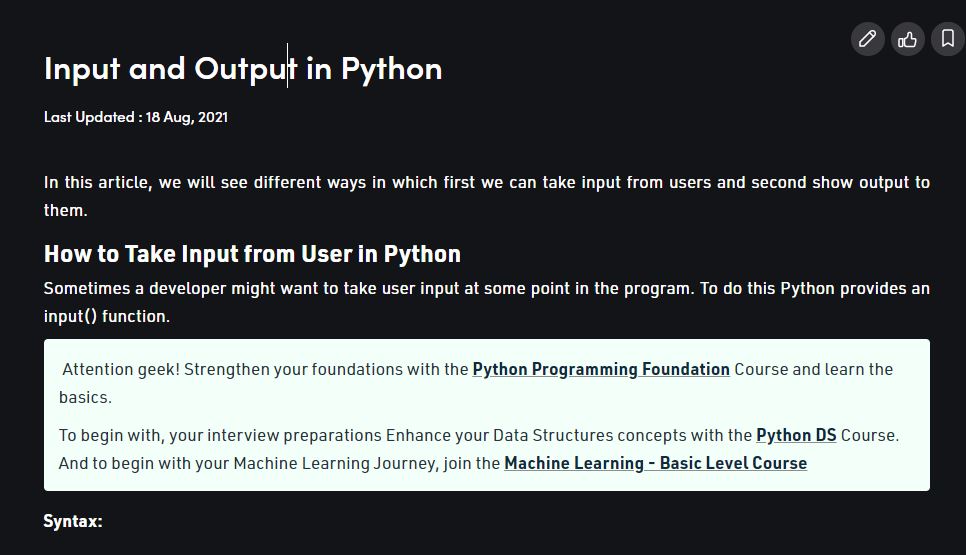 Input and Output in Python
Last Updated : 18 Aug, 2021
In this article, we will see different ways in which first we can take input from users and second show output to
them.
How to Take Input from User in Python
Sometimes a developer might want to take user input at some point in the program. To do this Python provides an
input() function.
Attention geek! Strengthen your foundations with the Python Programming Foundation Course and learn the
basics.
To begin with, your interview preparations Enhance your Data Structures concepts with the Python DS Course.
And to begin with your Machine Learning Journey, join the Machine Learning - Basic Level Course
Syntax: